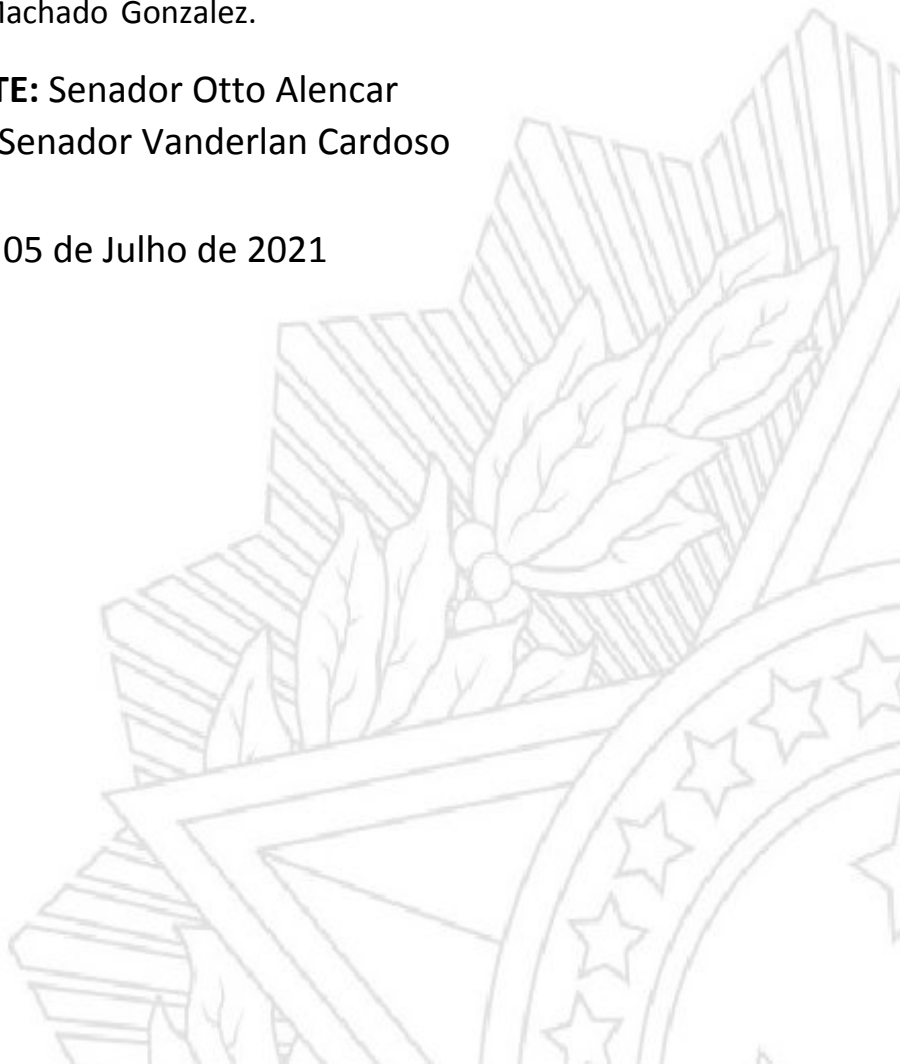 Machado Gonzalez.
TE: Senador Otto Alencar
Senador Vanderlan Cardoso
05 de Julho de 2021